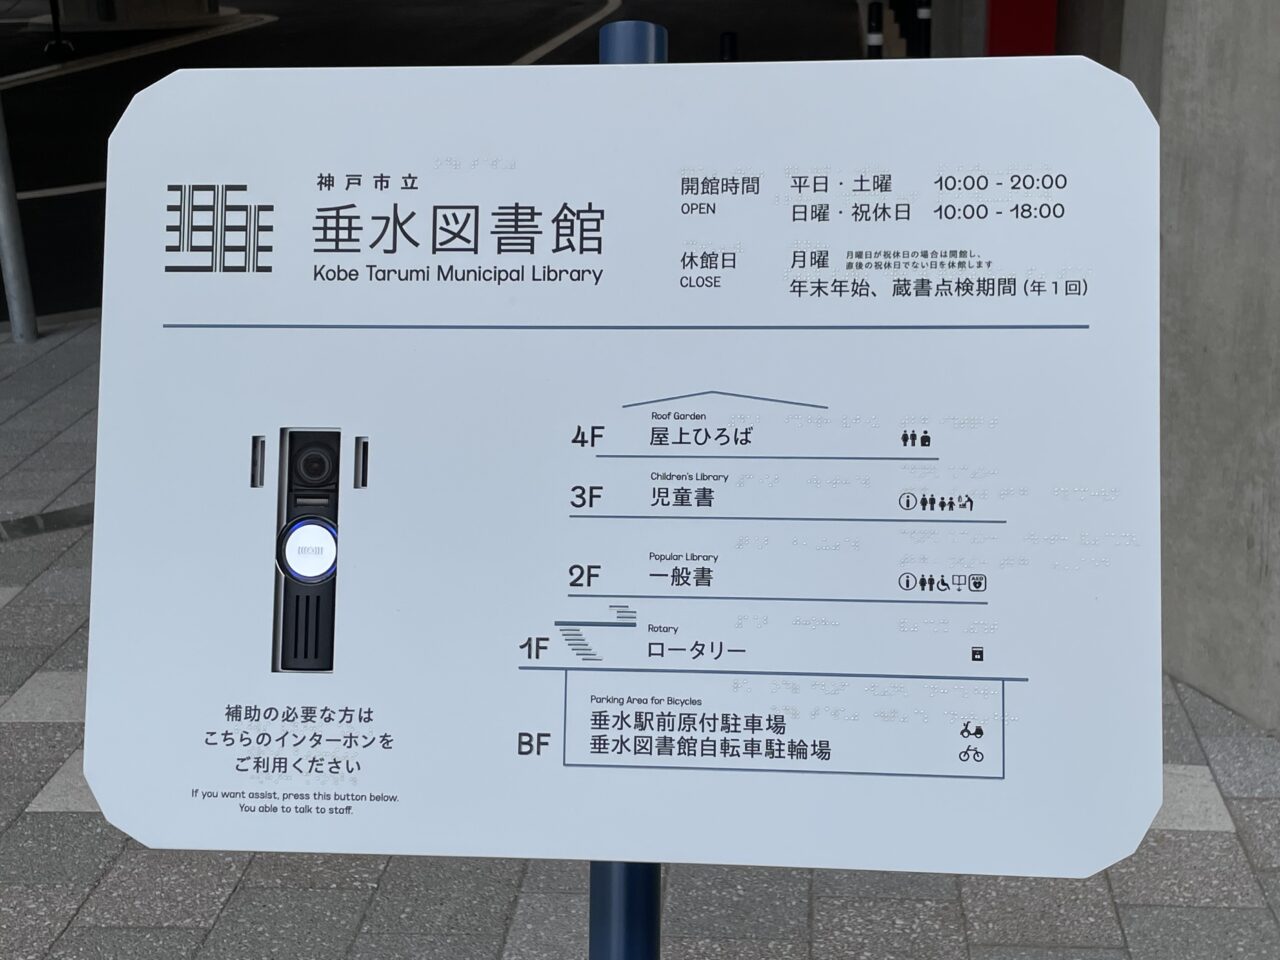 神戸市立
垂水図書館
Kobe Tarumi Municipal Library
開館時間 平日・土曜 10:00 - 20:00
OPEN
日曜・祝休日 10:00 - 18:00
休館日 月曜 月曜日が祝休日の場合は開館し、
直後の祝休日でない日を休館します
CLOSE
年末年始、蔵書点検期間 (年1回)
Roof Garden
4F 屋上ひろば
Children's Library
3F 児童書
Popular Library
2F 一般書
AED
Rotary
1F ロータリー
Parking Area for Bicycles
垂水駅前原付駐車場
BF 垂水図書館自転車駐輪場
補助の必要な方は
こちらのインターホンを
ご利用ください
If you want assist, press this button below.
You able to talk to staff.